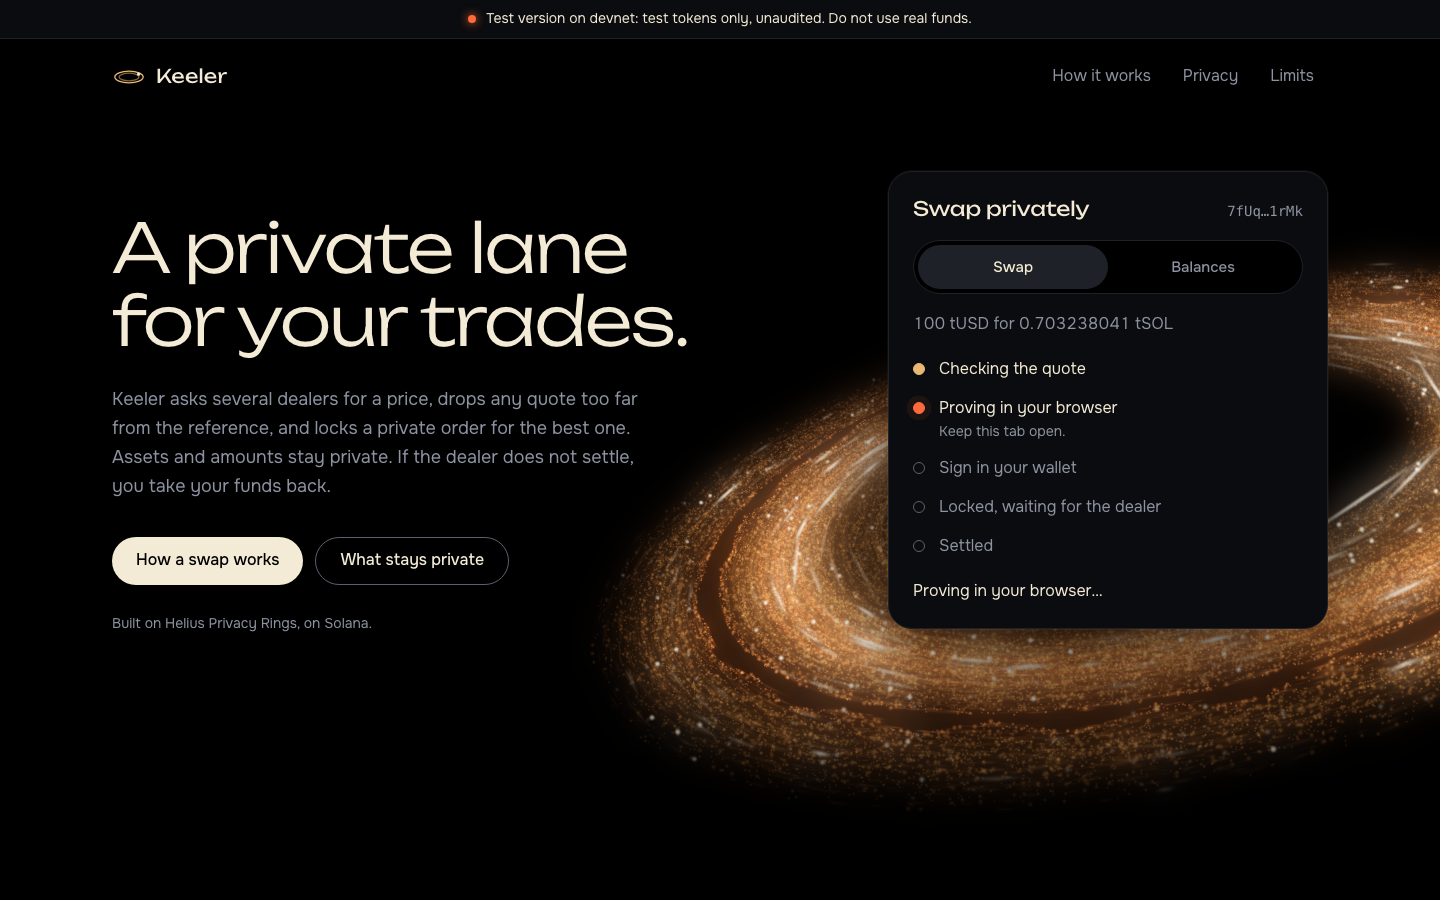 Test version on devnet: test tokens only, unaudited. Do not use real funds.
Keeler
How it works
Privacy
Limits
A private lane
for your trades.
Keeler asks several dealers for a price, drops any quote too far
from the reference, and locks a private order for the best one.
Assets and amounts stay private. If the dealer does not settle,
you take your funds back.
How a swap works
What stays private
Built on Helius Privacy Rings, on Solana.
Swap privately
7fUq…1rMk
Swap
Balances
100 tUSD for 0.703238041 tSOL
Checking the quote
Proving in your browser
Keep this tab open.
Sign in your wallet
Locked, waiting for the dealer
Settled
Proving in your browser…